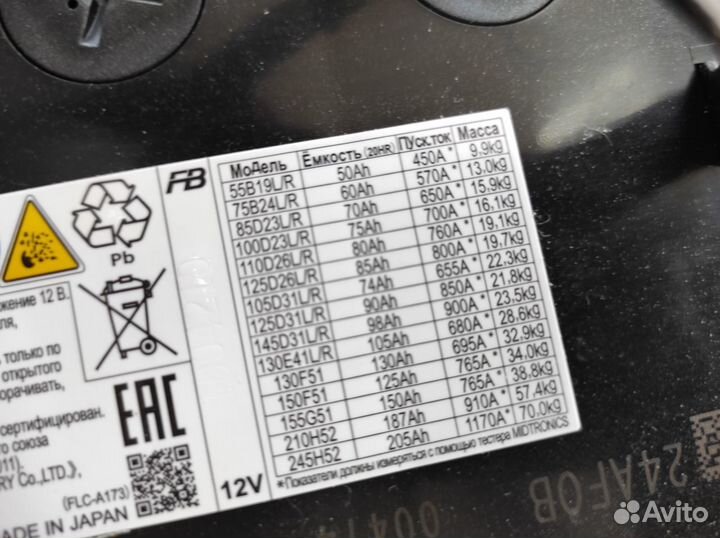 FB
Модель Ёмкость (20HR) Пуск.ток Масса
55B19L/R 50Ah 450A* 9.9kg
75B24L/R 60Ah 570A* 13.0kg
85D23L/R 70Ah 650A* 15.9kg
100D23L/R 75Ah 700A* 16.1kg
110D26L/R 80Ah 760A* 19.1kg
125D26L/R 85Ah 800A* 19.7kg
105D31L/R 74Ah 655A* 22.3kg
125D31L/R 90Ah 850A* 21.8kg
145D31L/R 98Ah 900A* 23.5kg
130E41L/R 105Ah 680A* 28.6kg
130F51 130Ah 695A* 32.9kg
150F51 125Ah 765A* 34.0kg
155G51 150Ah 765A* 38.8kg
210H52 187Ah 910A* 57.4kg
245H52 205Ah 1170A* 70.0kg
*Показатели должны измеряться с помощью тестера MIDTRONICS
12V
Pb
жение 12 В.
ля,
ь только по
открытого
орачивать,
сертифицирован.
го союза
011).
RY Co.,LTD.》,
EAC
(FLC-A173)
DE IN JAPAN
24AF0B
Avito